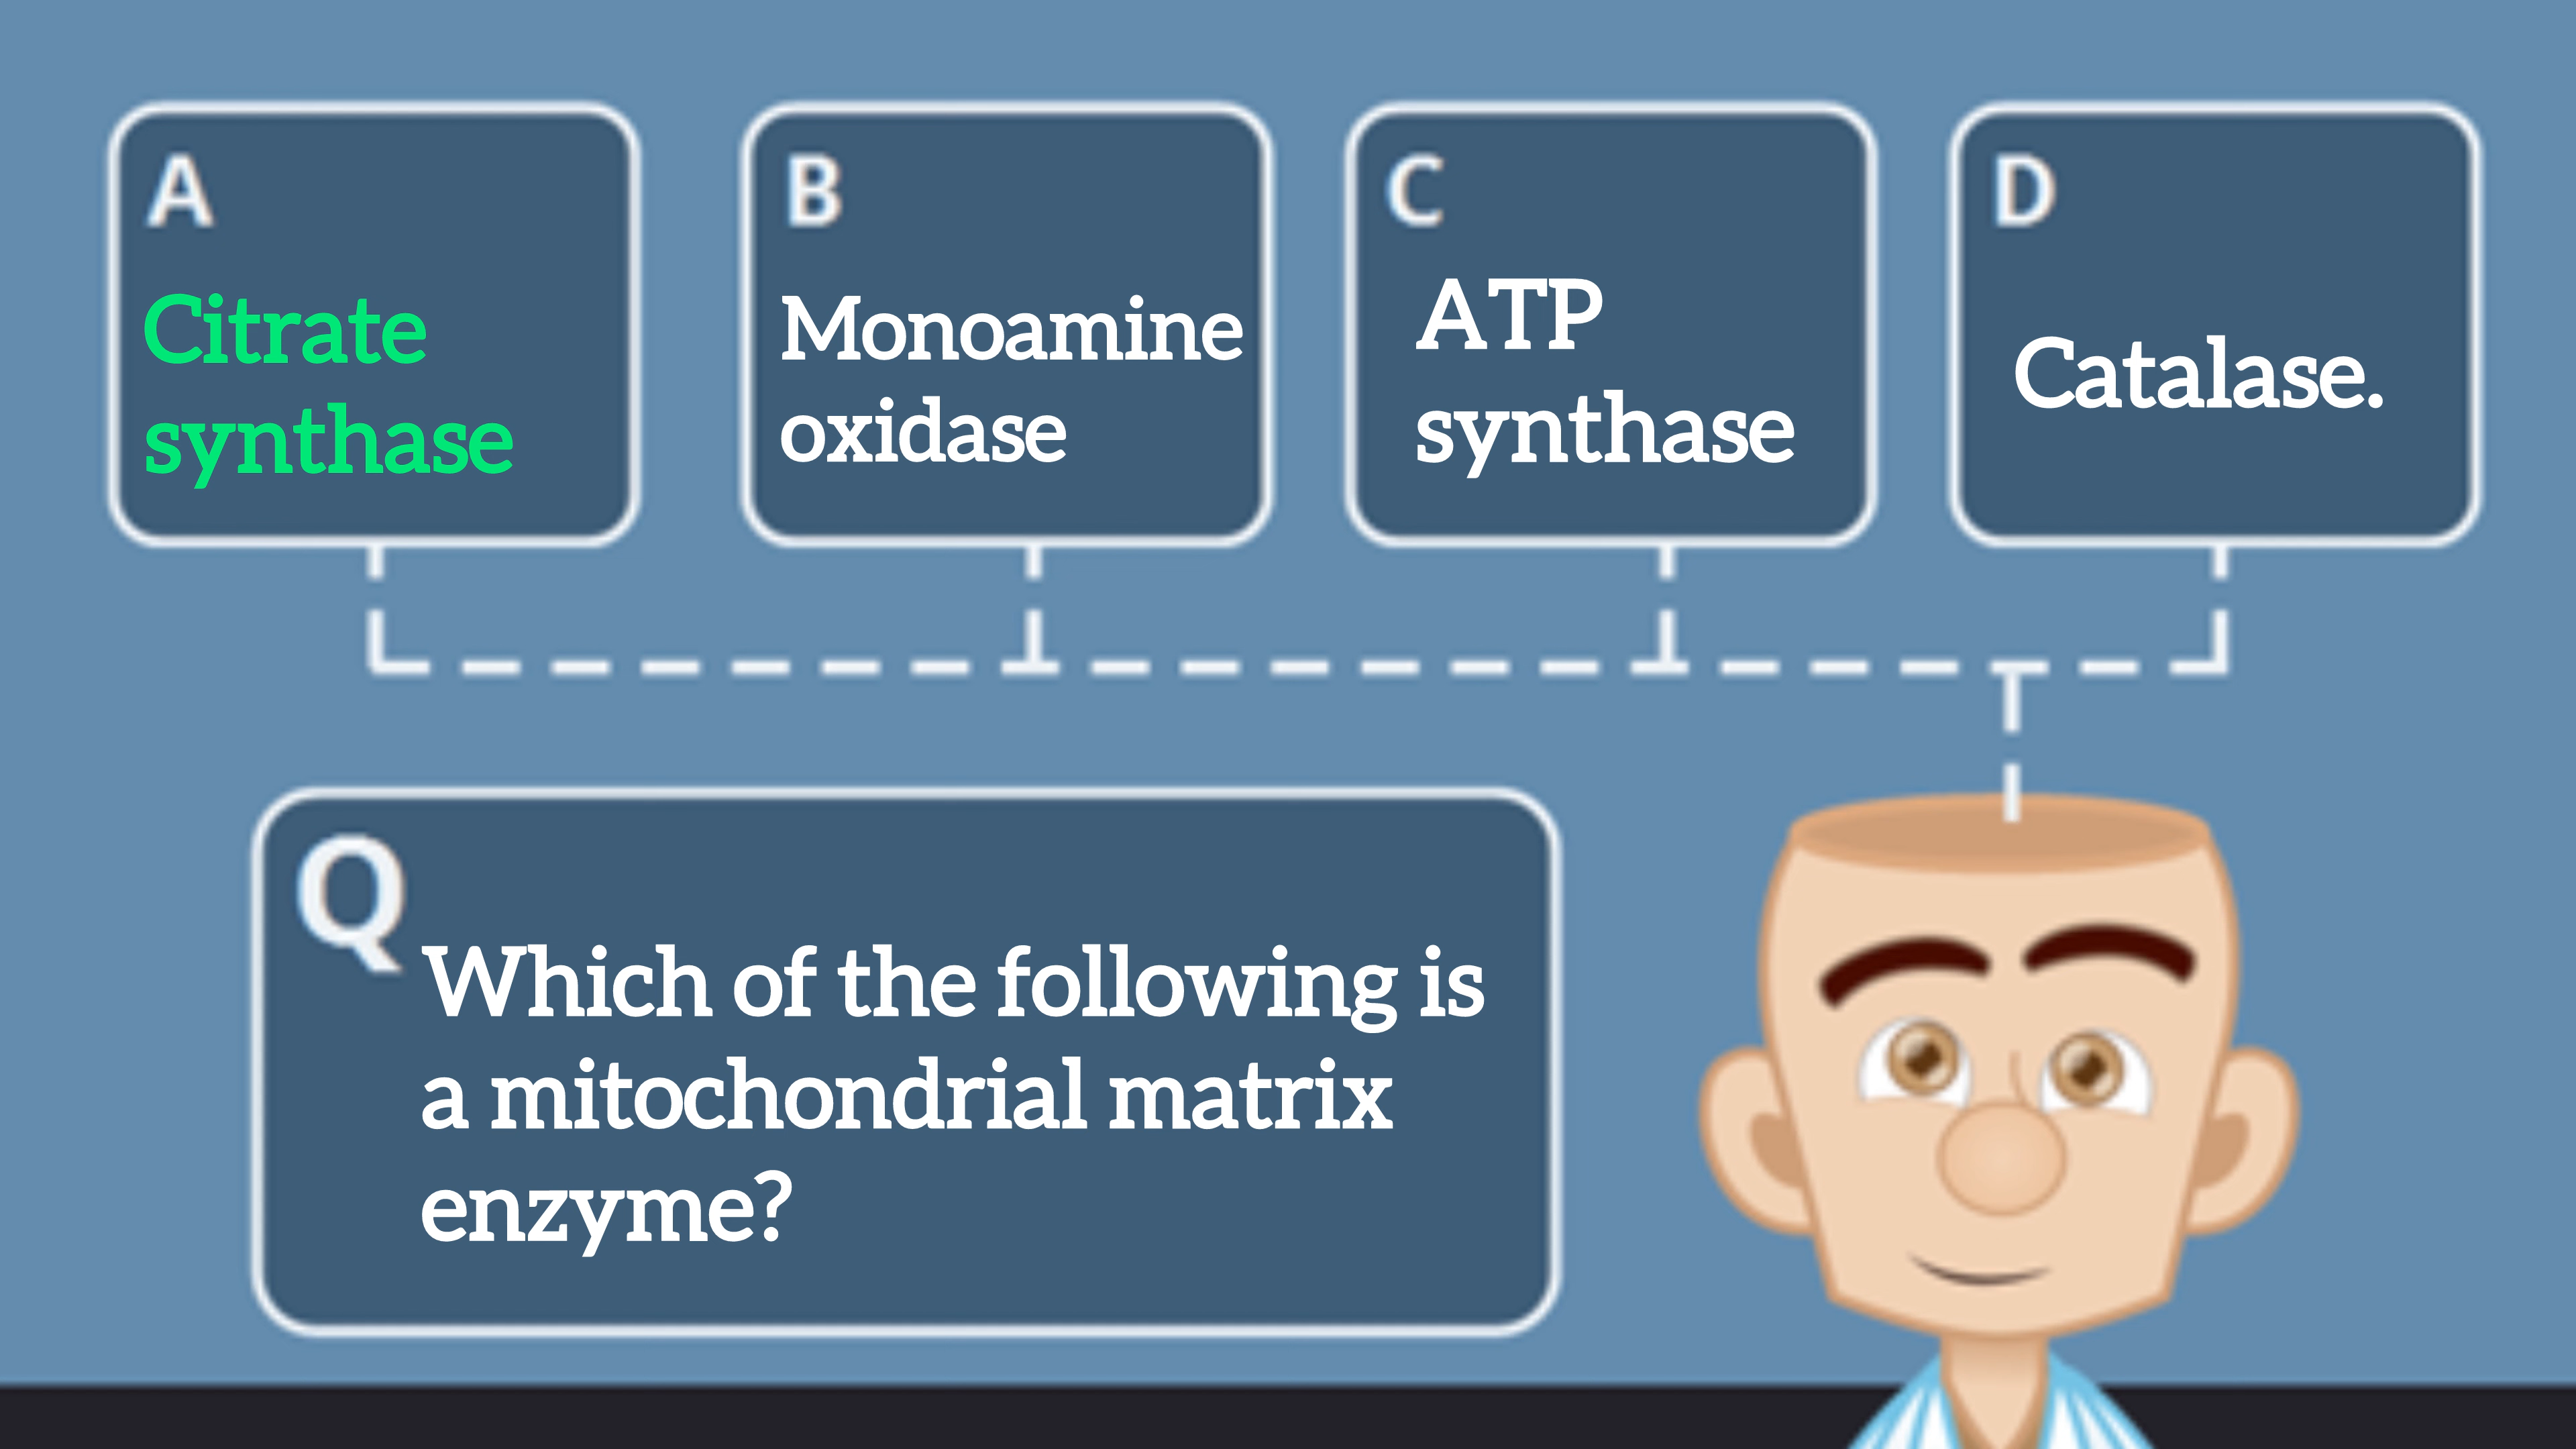 A
Citrate
synthase
B
Monoamine
oxidase
C
ATP
synthase
D
Catalase.
Q
Which of the following is
a mitochondrial matrix
enzyme?